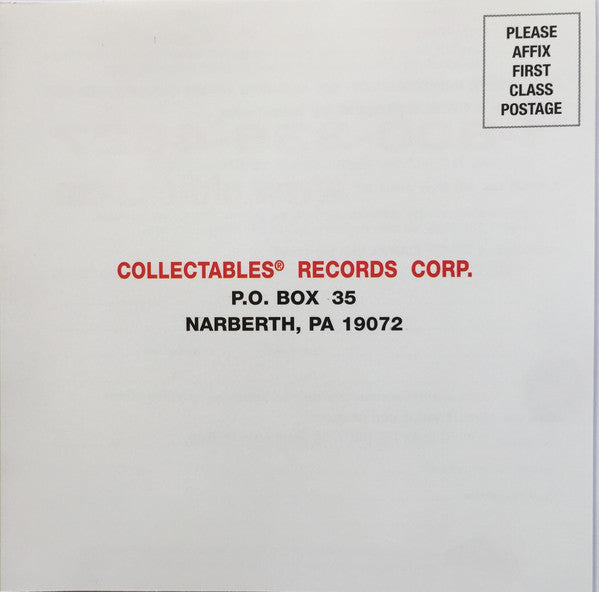 PLEASE
AFFIX
FIRST
CLASS
POSTAGE
COLLECTABLES® RECORDS CORP.
P.O. BOX 35
NARBERTH, PA 19072